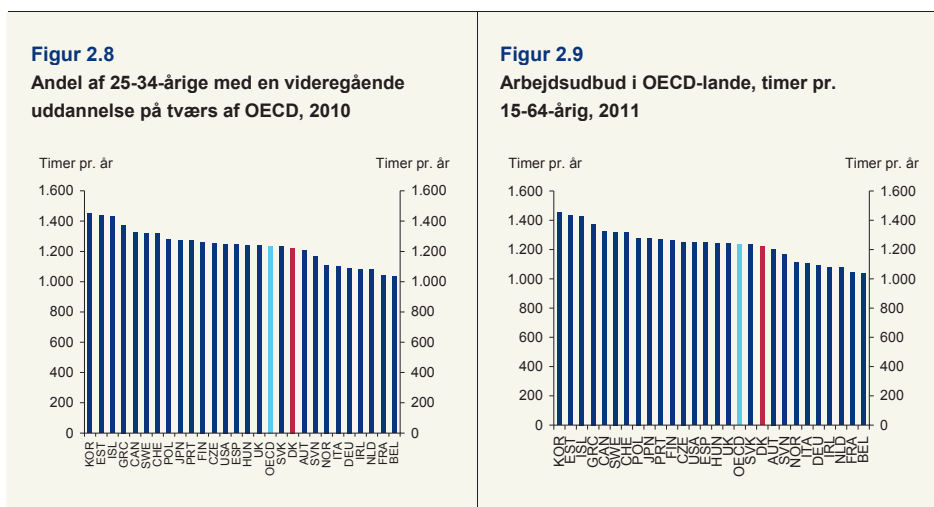 Figur 2.8
Andel af 25-34-årige med en videregående
uddannelse på tværs af OECD, 2010
Timer pr. år Timer pr. år
1.600 1.600
1.400 1.400
1.200 1.200
1.000 1.000
800 800
600 600
400 400
200 200
0 0
KOR EST ISL GRC CAN SWE CHE POL JPN PRT FIN CZE USA ESP HUN UK OECD SVK DK AUT SVN NOR ITA DEU IRL NLD FRA BEL
Figur 2.9
Arbejdsudbud i OECD-lande, timer pr.
15-64-årig, 2011
Timer pr. år Timer pr. år
1.600 1.600
1.400 1.400
1.200 1.200
1.000 1.000
800 800
600 600
400 400
200 200
0 0
KOR EST ISL GRC CAN SWE CHE POL JPN PRT FIN CZE USA ESP HUN UK OECD SVK DK AUT SVN NOR ITA DEU IRL NLD FRA BEL